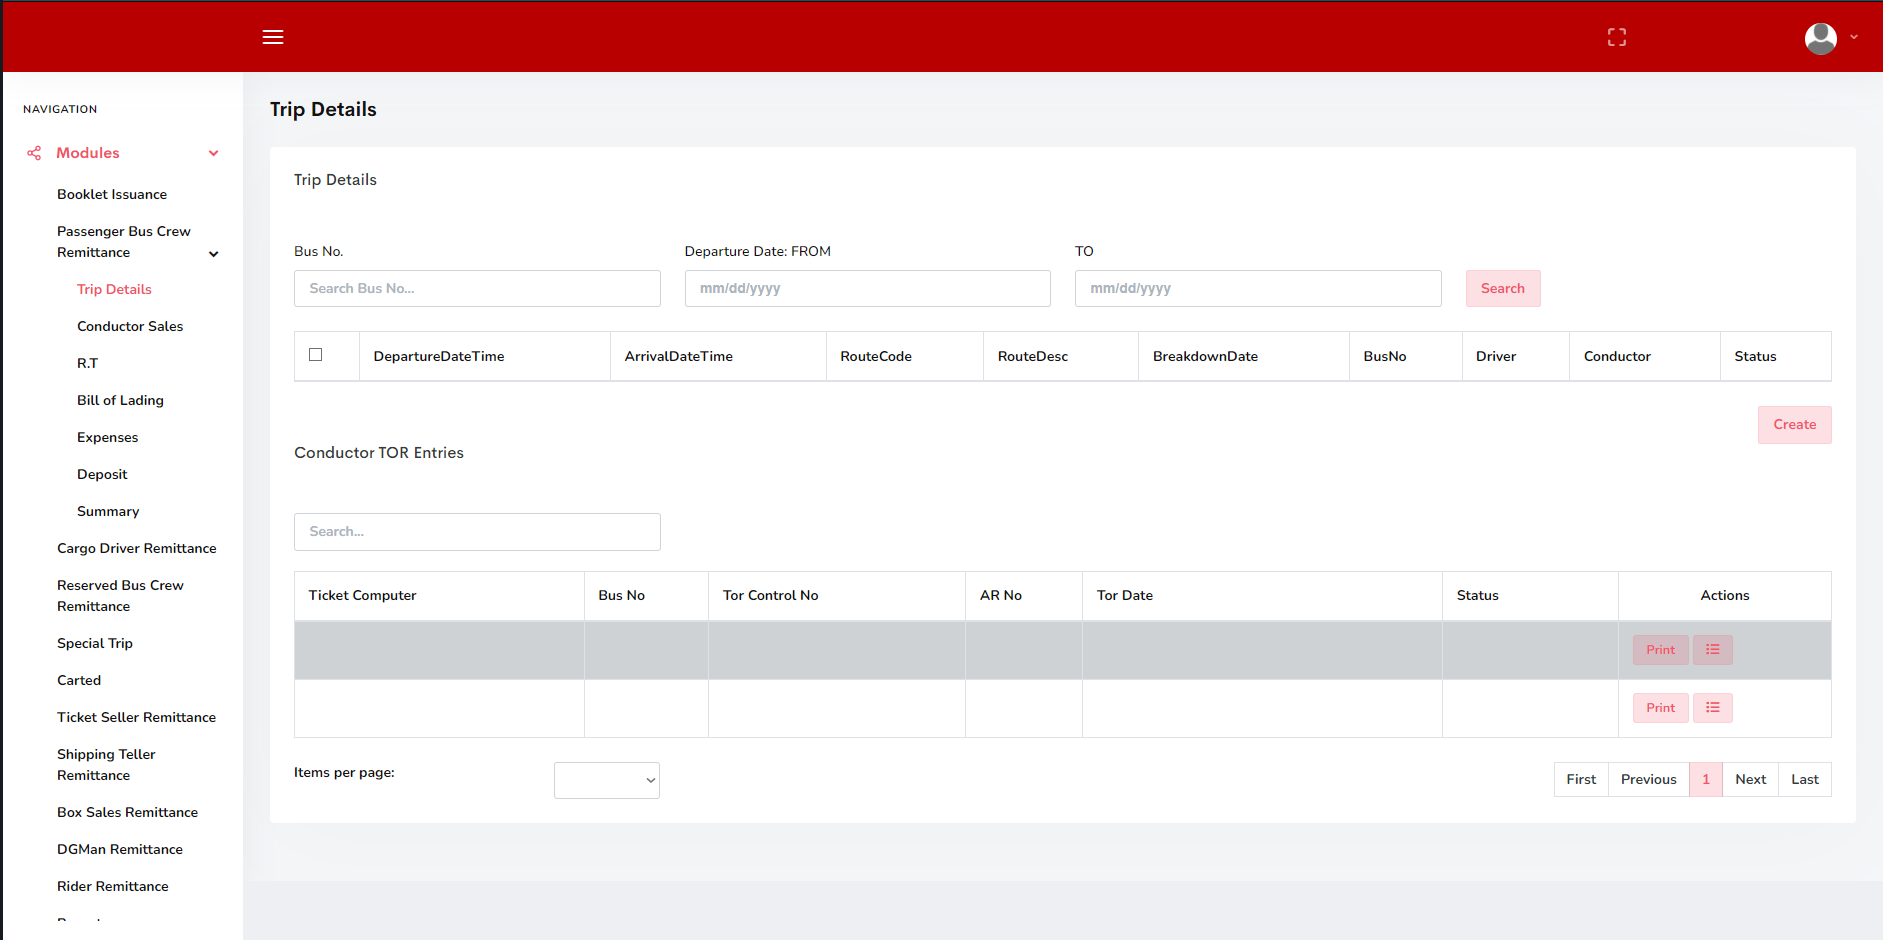 NAVIGATION
Modules
Booklet Issuance
Passenger Bus Crew
Remittance
Trip Details
Conductor Sales
R.T
Bill of Lading
Expenses
Deposit
Summary
Cargo Driver Remittance
Reserved Bus Crew
Remittance
Special Trip
Carted
Ticket Seller Remittance
Shipping Teller
Remittance
Box Sales Remittance
DGMan Remittance
Rider Remittance
Trip Details
Trip Details
Bus No. Departure Date: FROM TO
Search Bus No... mm/dd/yyyy mm/dd/yyyy Search
DepartureDateTime ArrivalDateTime RouteCode RouteDesc BreakdownDate BusNo Driver Conductor Status
Create
Conductor TOR Entries
Search...
Ticket Computer Bus No Tor Control No AR No Tor Date Status Actions
Print
Print
Items per page: First Previous 1 Next Last